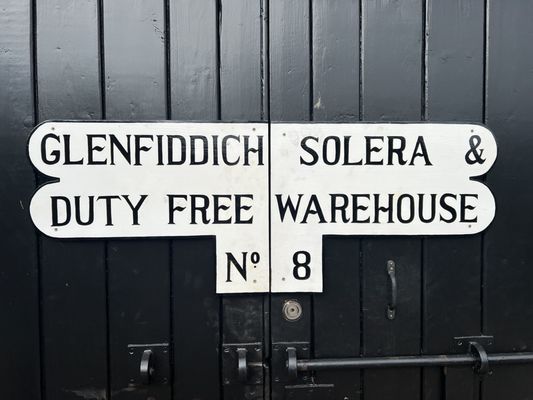 GLENFIDDICH SOLERA &
DUTY FREE WAREHOUSE
Nº 8